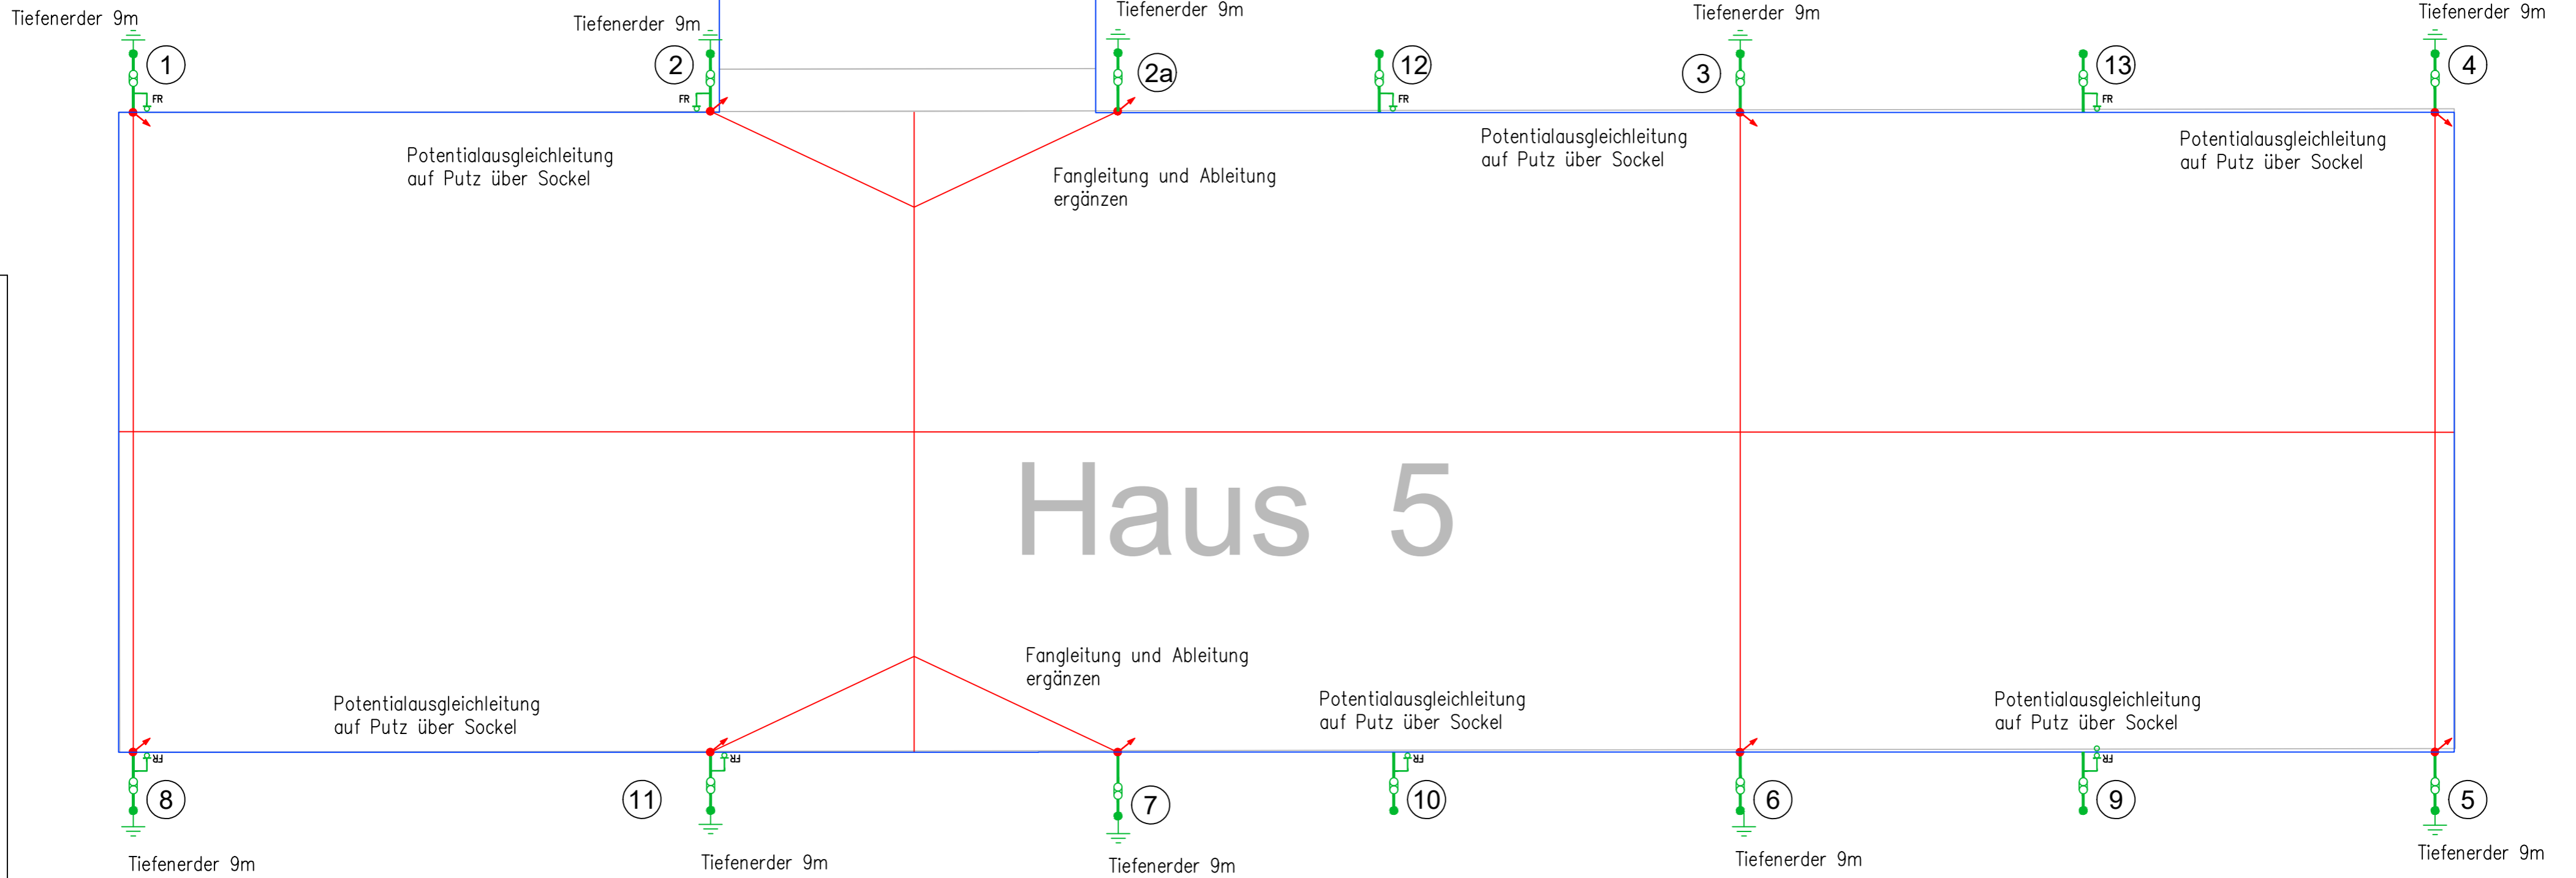 Tiefenerder 9m
Tiefenerder 9m
Tiefenerder 9m
Tiefenerder 9m
Tiefenerder 9m
1
2
2a
12
3
13
4
FR
FR
FR
FR
Potentialausgleichleitung
auf Putz über Sockel
Fangleitung und Ableitung
ergänzen
Potentialausgleichleitung
auf Putz über Sockel
Potentialausgleichleitung
auf Putz über Sockel
Haus 5
Fangleitung und Ableitung
ergänzen
Potentialausgleichleitung
auf Putz über Sockel
Potentialausgleichleitung
auf Putz über Sockel
Potentialausgleichleitung
auf Putz über Sockel
FR
FR
FR
FR
8
11
7
10
6
9
5
Tiefenerder 9m
Tiefenerder 9m
Tiefenerder 9m
Tiefenerder 9m
Tiefenerder 9m